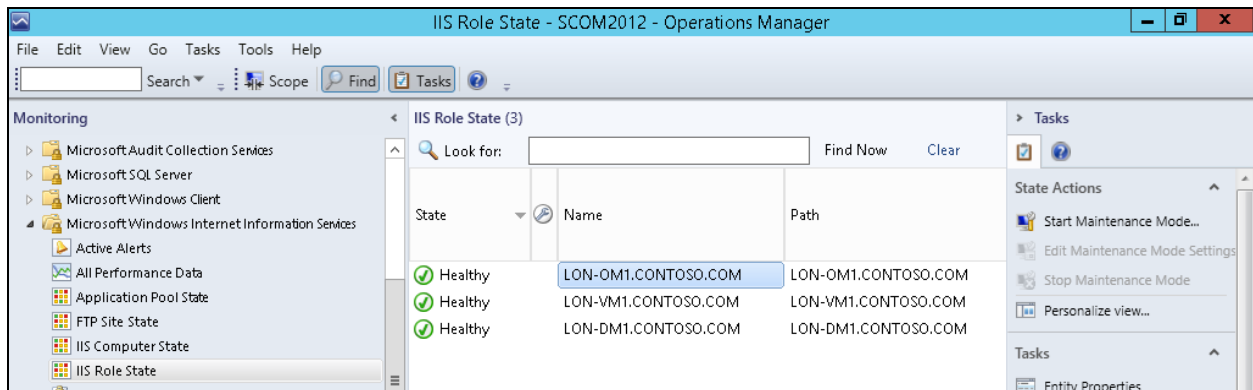 IIS Role State - SCOM2012 - Operations Manager
File Edit View Go Tasks Tools Help
Search Scope Find Tasks
Monitoring
Microsoft Audit Collection Services
Microsoft SQL Server
Microsoft Windows Client
Microsoft Windows Internet Information Services
Active Alerts
All Performance Data
Application Pool State
FTP Site State
IIS Computer State
IIS Role State
IIS Role State (3)
Look for: Find Now Clear
State Name Path
Healthy LON-OM1.CONTOSO.COM LON-OM1.CONTOSO.COM
Healthy LON-VM1.CONTOSO.COM LON-VM1.CONTOSO.COM
Healthy LON-DM1.CONTOSO.COM LON-DM1.CONTOSO.COM
Tasks
State Actions
Start Maintenance Mode...
Edit Maintenance Mode Settings
Stop Maintenance Mode
Personalize view...
Tasks
Entity Properties